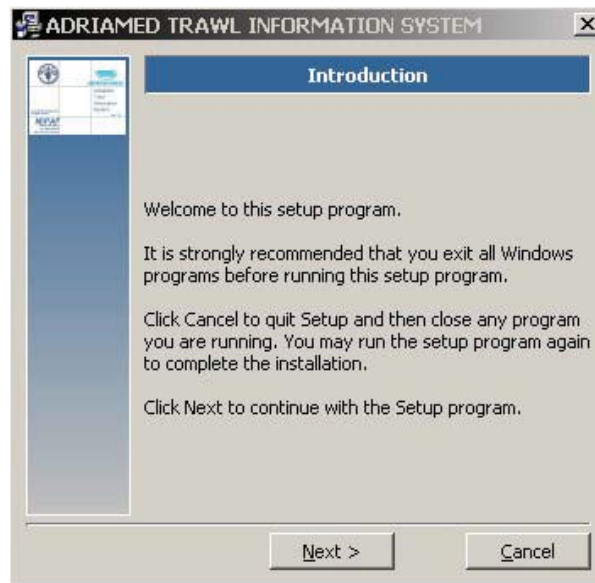 ADRIAMED TRAWL INFORMATION SYSTEM
Introduction
Welcome to this setup program.
It is strongly recommended that you exit all Windows
programs before running this setup program.
Click Cancel to quit Setup and then close any program
you are running. You may run the setup program again
to complete the installation.
Click Next to continue with the Setup program.
Next >
Cancel